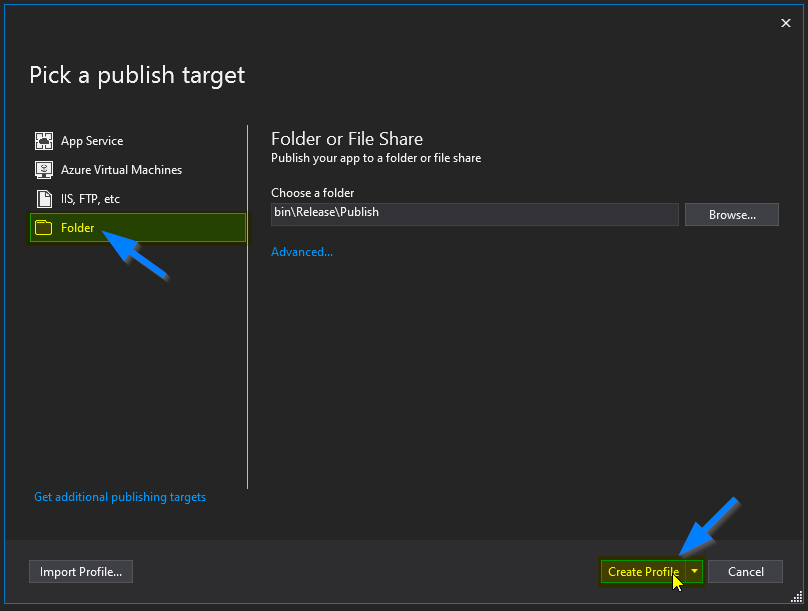 Pick a publish target
App Service
Azure Virtual Machines
IIS, FTP, etc
Folder
Get additional publishing targets
Folder or File Share
Publish your app to a folder or file share
Choose a folder
bin\Release\Publish
Browse...
Advanced...
Import Profile...
Create Profile
Cancel